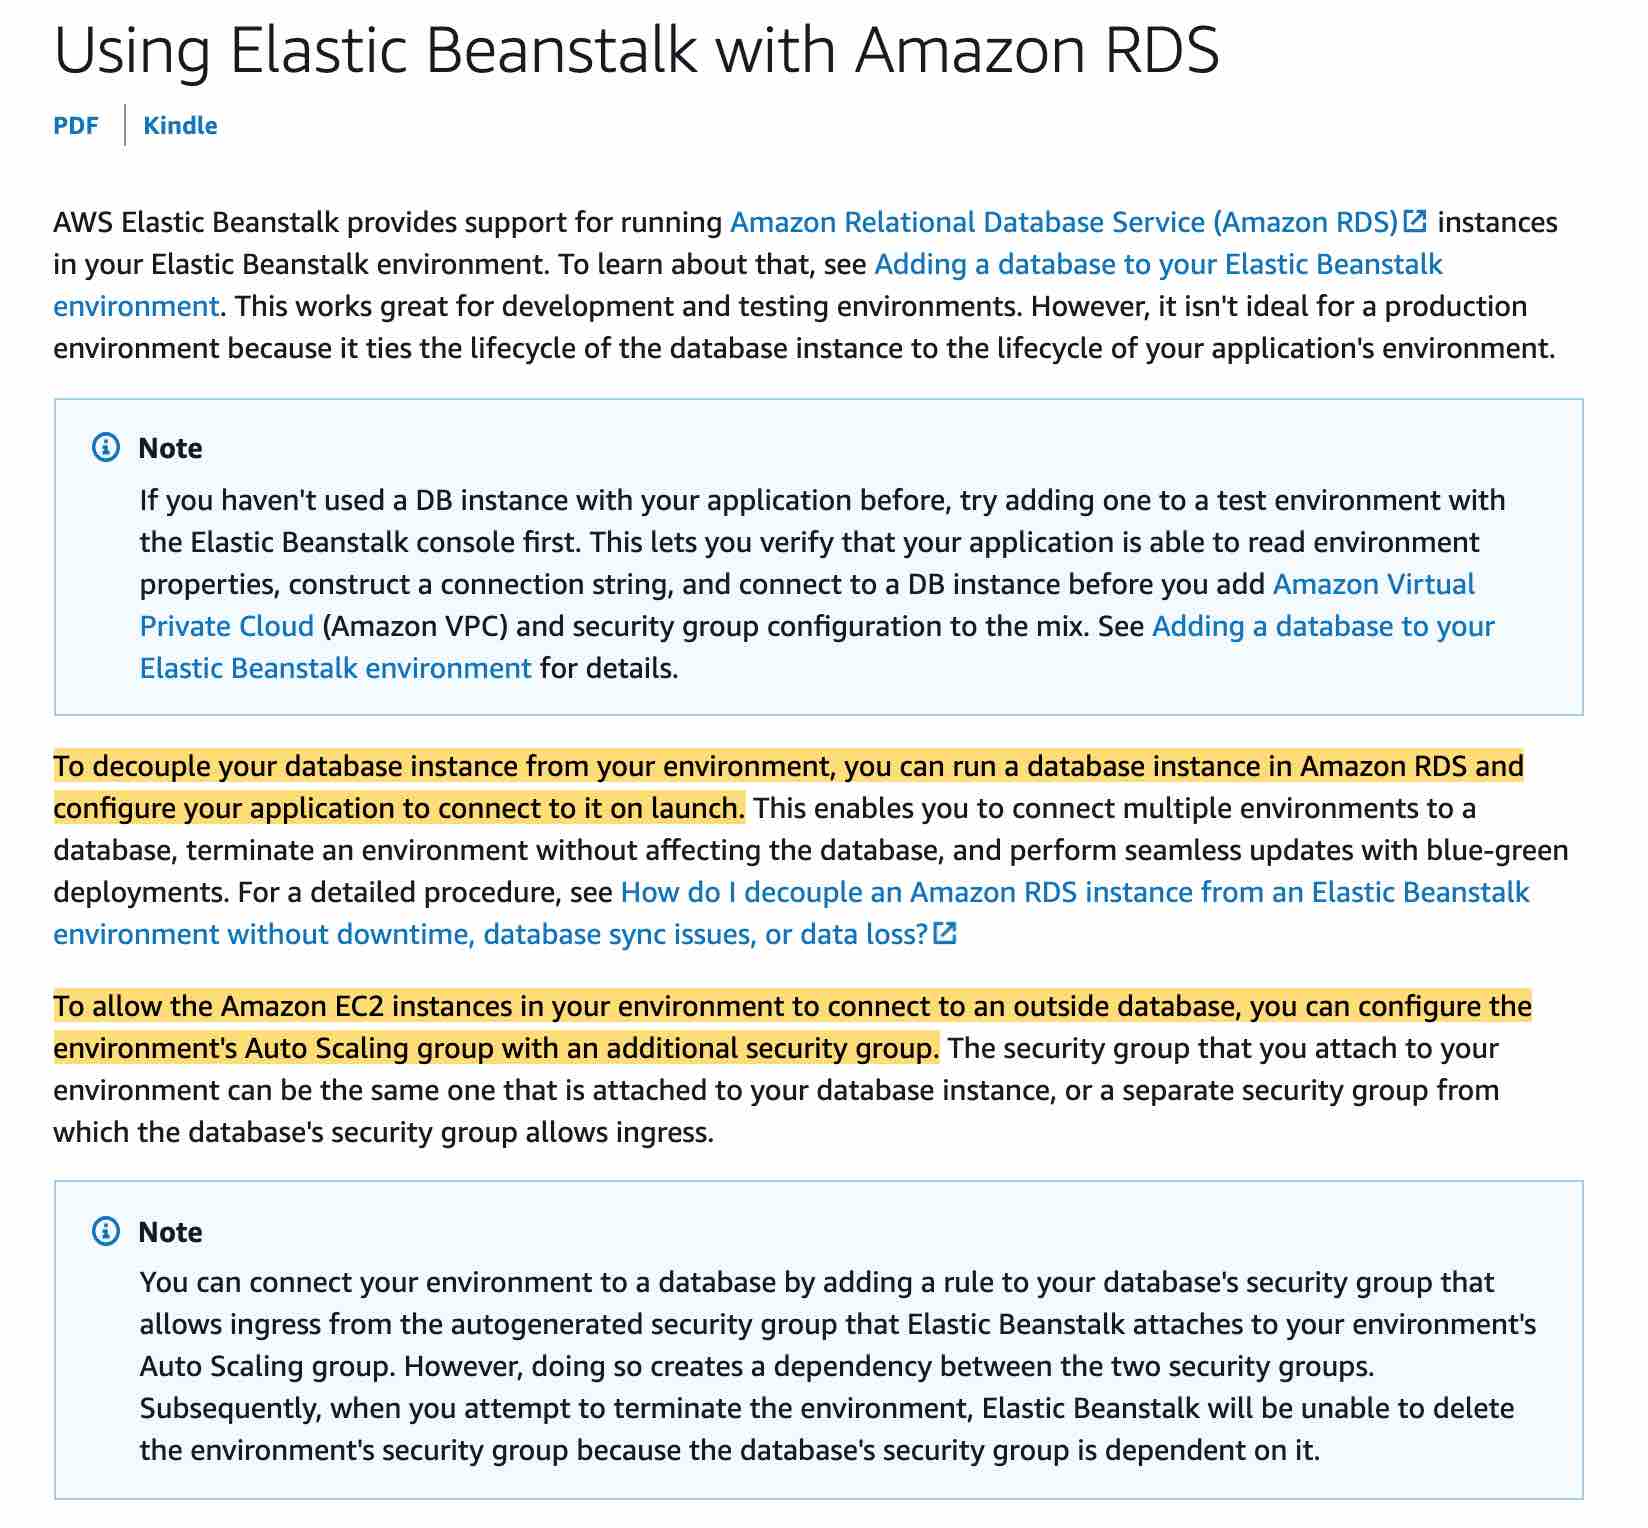 Using Elastic Beanstalk with Amazon RDS
PDF | Kindle
AWS Elastic Beanstalk provides support for running Amazon Relational Database Service (Amazon RDS) instances
in your Elastic Beanstalk environment. To learn about that, see Adding a database to your Elastic Beanstalk
environment. This works great for development and testing environments. However, it isn't ideal for a production
environment because it ties the lifecycle of the database instance to the lifecycle of your application's environment.
Note
If you haven't used a DB instance with your application before, try adding one to a test environment with
the Elastic Beanstalk console first. This lets you verify that your application is able to read environment
properties, construct a connection string, and connect to a DB instance before you add Amazon Virtual
Private Cloud (Amazon VPC) and security group configuration to the mix. See Adding a database to your
Elastic Beanstalk environment for details.
To decouple your database instance from your environment, you can run a database instance in Amazon RDS and
configure your application to connect to it on launch. This enables you to connect multiple environments to a
database, terminate an environment without affecting the database, and perform seamless updates with blue-green
deployments. For a detailed procedure, see How do I decouple an Amazon RDS instance from an Elastic Beanstalk
environment without downtime, database sync issues, or data loss?
To allow the Amazon EC2 instances in your environment to connect to an outside database, you can configure the
environment's Auto Scaling group with an additional security group. The security group that you attach to your
environment can be the same one that is attached to your database instance, or a separate security group from
which the database's security group allows ingress.
Note
You can connect your environment to a database by adding a rule to your database's security group that
allows ingress from the autogenerated security group that Elastic Beanstalk attaches to your environment's
Auto Scaling group. However, doing so creates a dependency between the two security groups.
Subsequently, when you attempt to terminate the environment, Elastic Beanstalk will be unable to delete
the environment's security group because the database's security group is dependent on it.